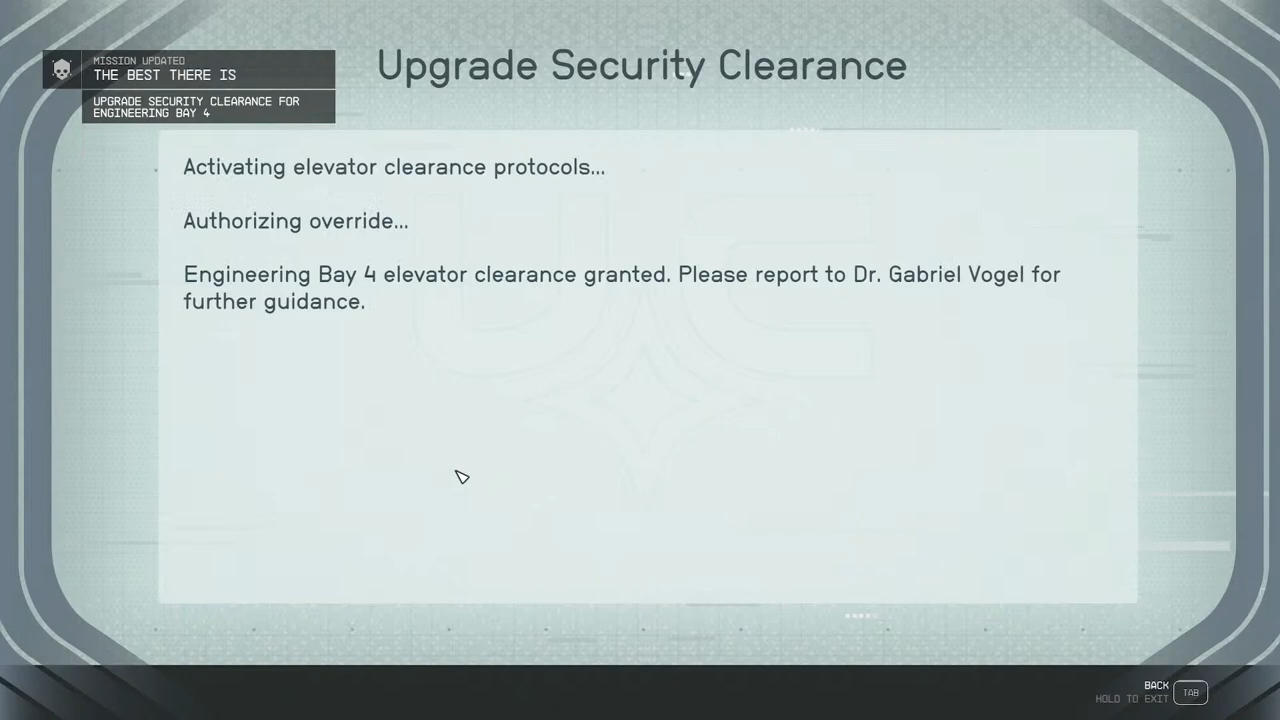 MISSION UPDATED
THE BEST THERE IS
UPGRADE SECURITY CLEARANCE FOR
ENGINEERING BAY 4
Upgrade Security Clearance
Activating elevator clearance protocols...
Authorizing override...
Engineering Bay 4 elevator clearance granted. Please report to Dr. Gabriel Vogel for
further guidance.
UC
BACK
HOLD TO EXIT
TAB